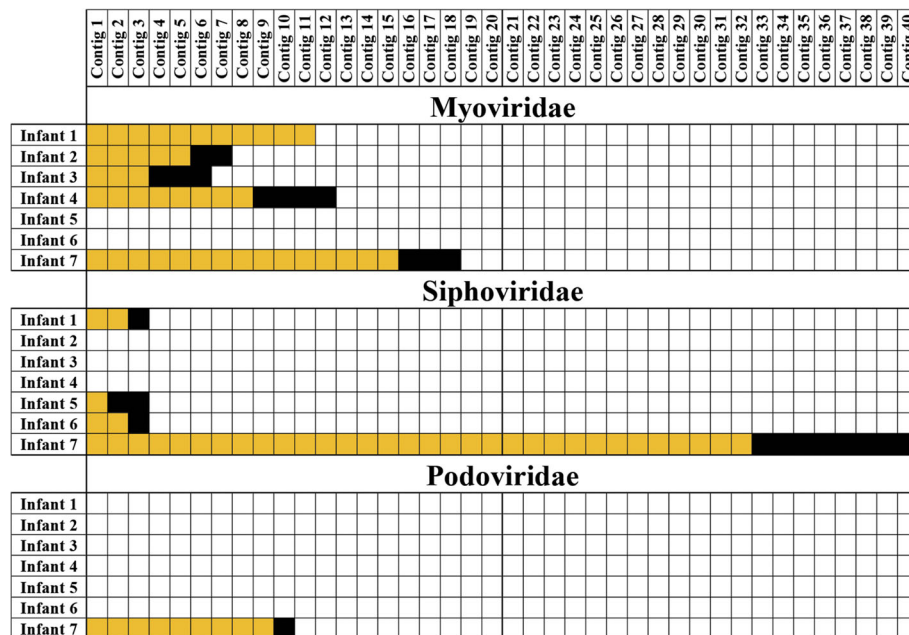 Contig 1 Contig 2 Contig 3 Contig 4 Contig 5 Contig 6 Contig 7 Contig 8 Contig 9 Contig 10 Contig 11 Contig 12 Contig 13 Contig 14 Contig 15 Contig 16 Contig 17 Contig 18 Contig 19 Contig 20 Contig 21 Contig 22 Contig 23 Contig 24 Contig 25 Contig 26 Contig 27 Contig 28 Contig 29 Contig 30 Contig 31 Contig 32 Contig 33 Contig 34 Contig 35 Contig 36 Contig 37 Contig 38 Contig 39 Contig 40
Myoviridae
Infant 1
Infant 2
Infant 3
Infant 4
Infant 5
Infant 6
Infant 7
Siphoviridae
Infant 1
Infant 2
Infant 3
Infant 4
Infant 5
Infant 6
Infant 7
Podoviridae
Infant 1
Infant 2
Infant 3
Infant 4
Infant 5
Infant 6
Infant 7